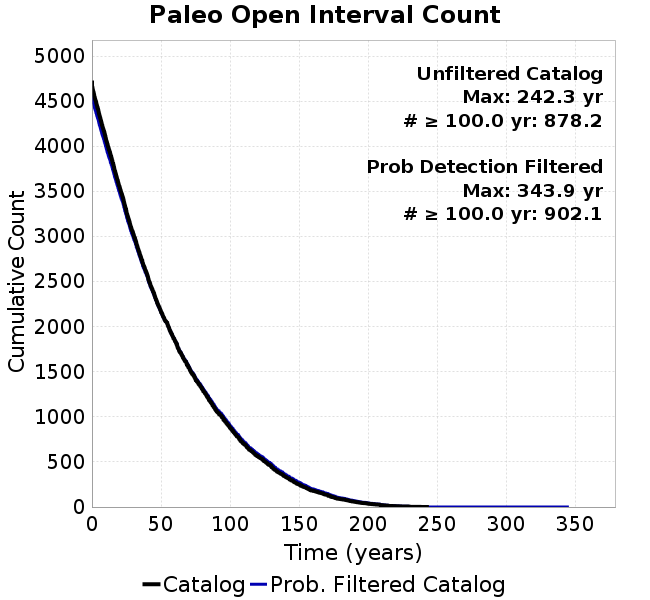 Paleo Open Interval Count
Unfiltered Catalog
Max: 242.3 yr
# ≥ 100.0 yr: 878.2
Prob Detection Filtered
Max: 343.9 yr
# ≥ 100.0 yr: 902.1
Cumulative Count
5000
4500
4000
3500
3000
2500
2000
1500
1000
500
0
0 50 100 150 200 250 300 350
Time (years)
Catalog Prob. Filtered Catalog